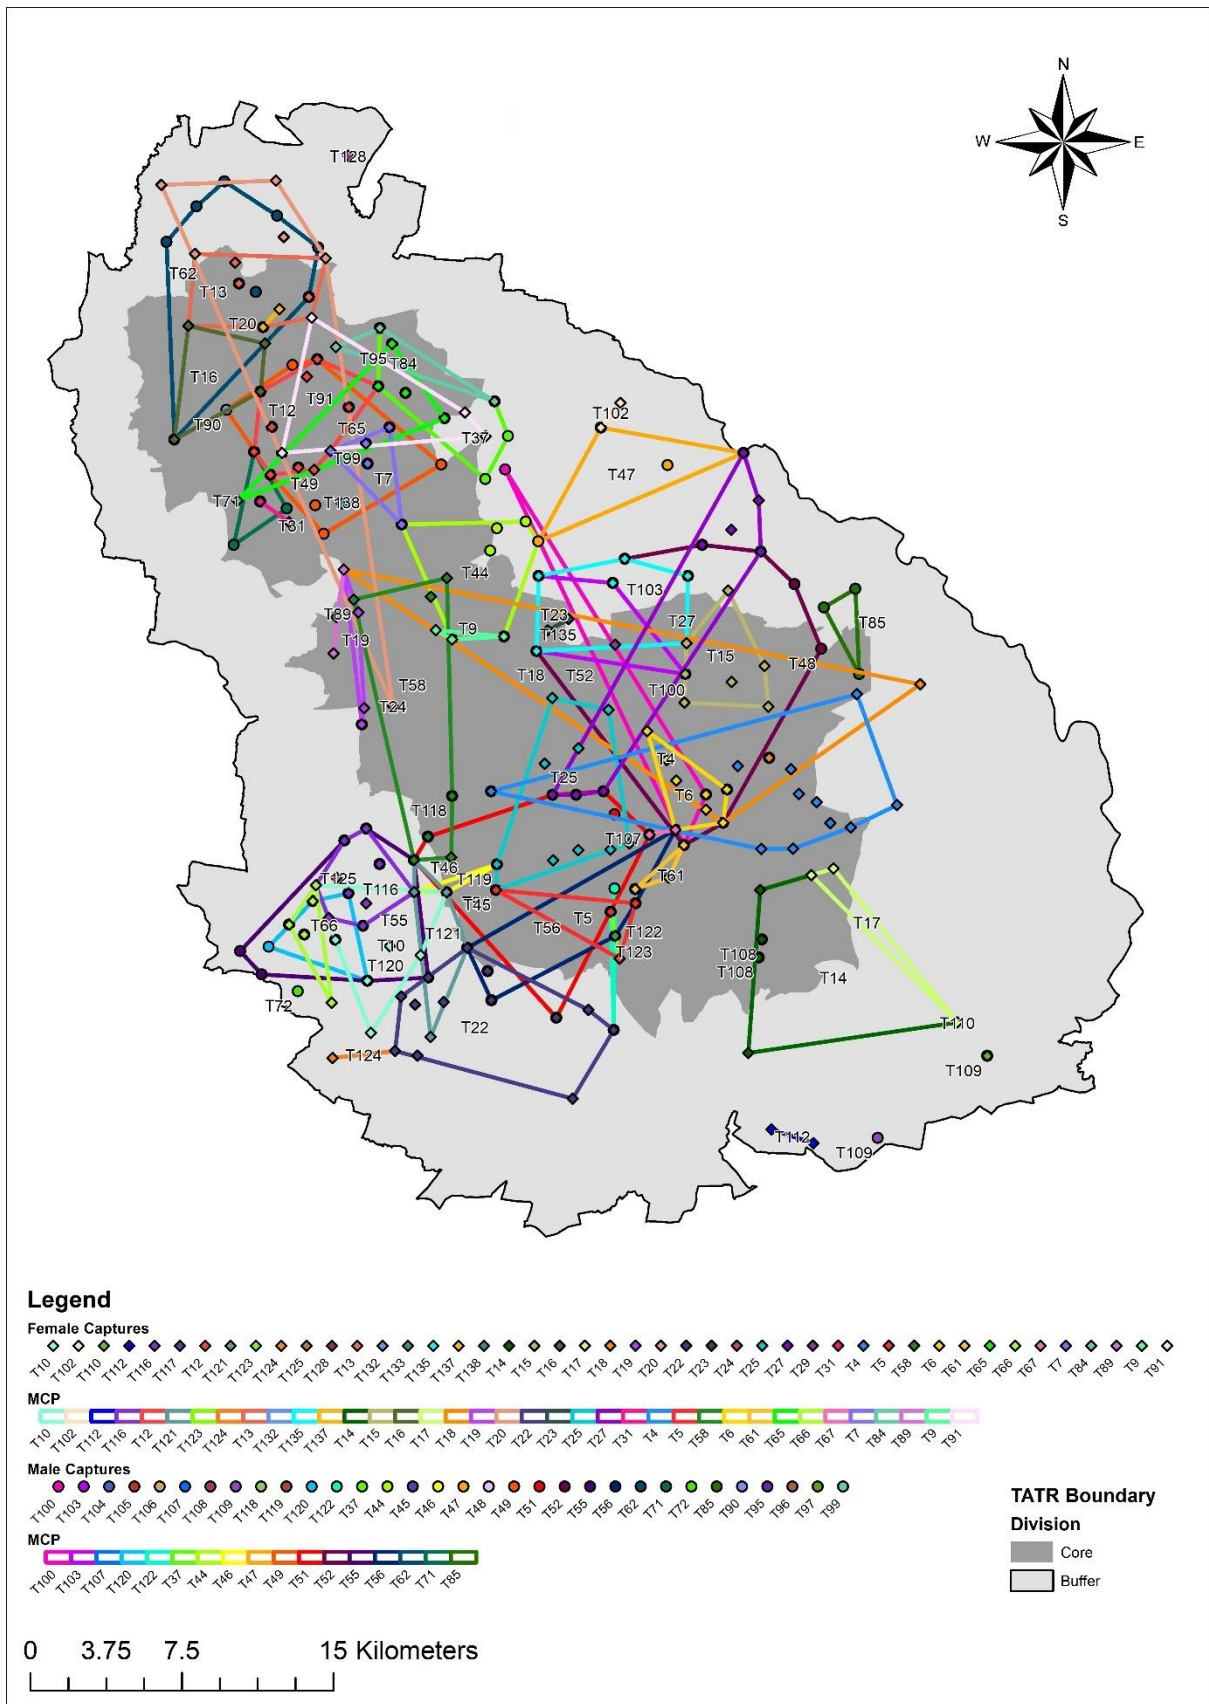 N
W E
S
T128
T62
T13
T20
T95
T84
T16
T91
T102
T12
T90
T65
T37
T99
T47
T7
T49
T71
T138
T31
T44
T103
T89
T23
T9
T135
T27
T85
T19
T15
T48
T18
T52
T58
T100
T24
T4
T25
T6
T118
T107
T46
T119
T125
T61
T116
T45
T5
T17
T55
T66
T56
T122
T121
T10
T123
T108
T108
T120
T14
T72
T22
T110
T124
T109
T112
T109
Legend
Female Captures
T10 T102 T110 T112 T116 T117 T12 T121 T123 T124 T125 T128 T13 T132 T133 T135 T137 T138 T14 T15 T16 T17 T18 T19 T20 T22 T23 T24 T25 T27 T29 T31 T4 T5 T58 T6 T61 T65 T66 T67 T7 T84 T89 T9 T91
MCP
T10 T102 T112 T116 T12 T121 T123 T124 T13 T132 T135 T137 T14 T15 T16 T17 T18 T19 T20 T22 T23 T25 T27 T31 T4 T5 T58 T6 T61 T65 T66 T67 T7 T84 T89 T9 T91
Male Captures
T100 T103 T104 T105 T106 T107 T108 T109 T118 T119 T120 T122 T37 T44 T45 T46 T47 T48 T49 T51 T52 T55 T56 T62 T71 T72 T85 T90 T95 T96 T97 T99
MCP
T100 T103 T107 T120 T122 T37 T44 T46 T47 T49 T51 T52 T55 T56 T62 T71 T85
TATR Boundary
Division
Core
Buffer
0 3.75 7.5 15 Kilometers